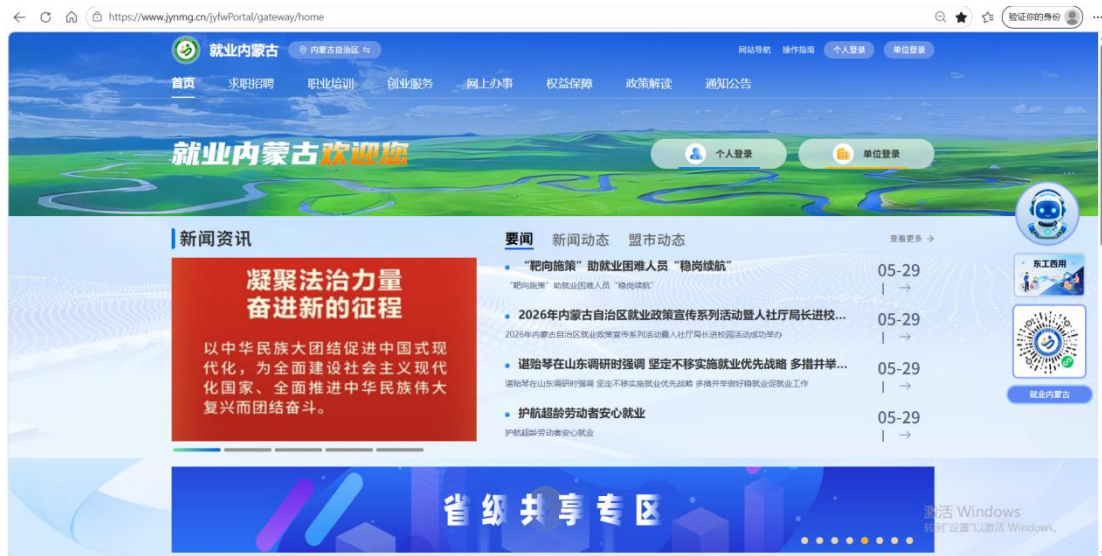 https://www.jynmg.cn/jyfwPortal/gateway/home
验证你的身份
就业内蒙古
内蒙古自治区
网站导航 操作指南 个人登录 单位登录
首页 求职招聘 职业培训 创业服务 网上办事 权益保障 政策解读 通知公告
就业内蒙古欢迎您
个人登录 单位登录
新闻资讯
凝聚法治力量
奋进新的征程
以中华民族大团结促进中国式现
代化，为全面建设社会主义现代
化国家、全面推进中华民族伟大
复兴而团结奋斗。
要闻 新闻动态 盟市动态 查看更多 →
“靶向施策”助就业困难人员“稳岗续航” 05-29
“靶向施策”助就业困难人员“稳岗续航”
2026年内蒙古自治区就业政策宣传系列活动暨人社厅局长进校... 05-29
2026年内蒙古自治区就业政策宣传系列活动暨人社厅局长进校园活动成功举办
谌贻琴在山东调研时强调 坚定不移实施就业优先战略 多措并举... 05-29
谌贻琴在山东调研时强调 坚定不移实施就业优先战略 多措并举做好稳就业促就业工作
护航超龄劳动者安心就业 05-29
护航超龄劳动者安心就业
东工西用
就业内蒙古
省级共享专区
激活 Windows
转到“设置”以激活 Windows。